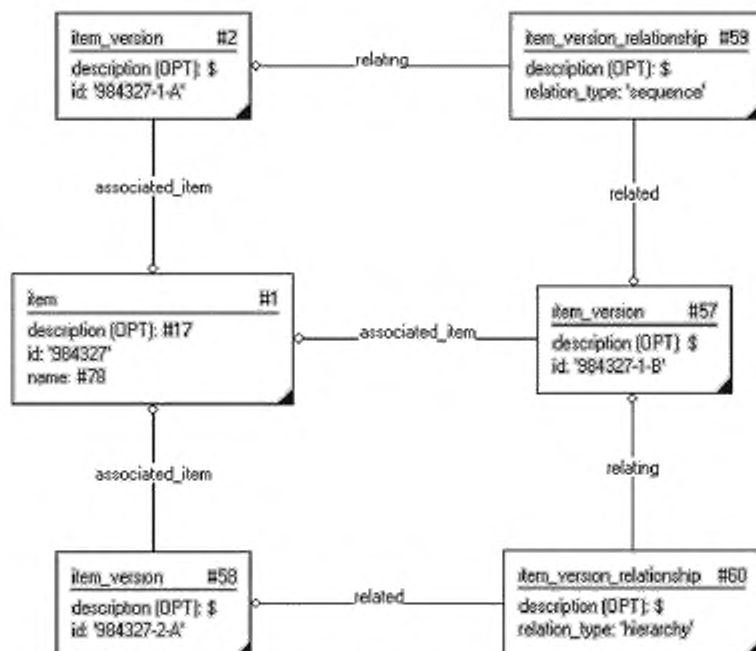 item_version #2
description (OPT): $
id: '984327-1-A'
relating
item_version_relationship #59
description (OPT): $
relation_type: 'sequence'
associated_item
related
item #1
description (OPT): #17
id: '984327'
name: #78
associated_item
item_version #57
description (OPT) $
id: '984327-1-B'
associated_item
relating
item_version #58
description (OPT): $
id: '984327-2-A'
related
item_version_relationship #60
description (OPT): $
relation_type: 'hierarchy'